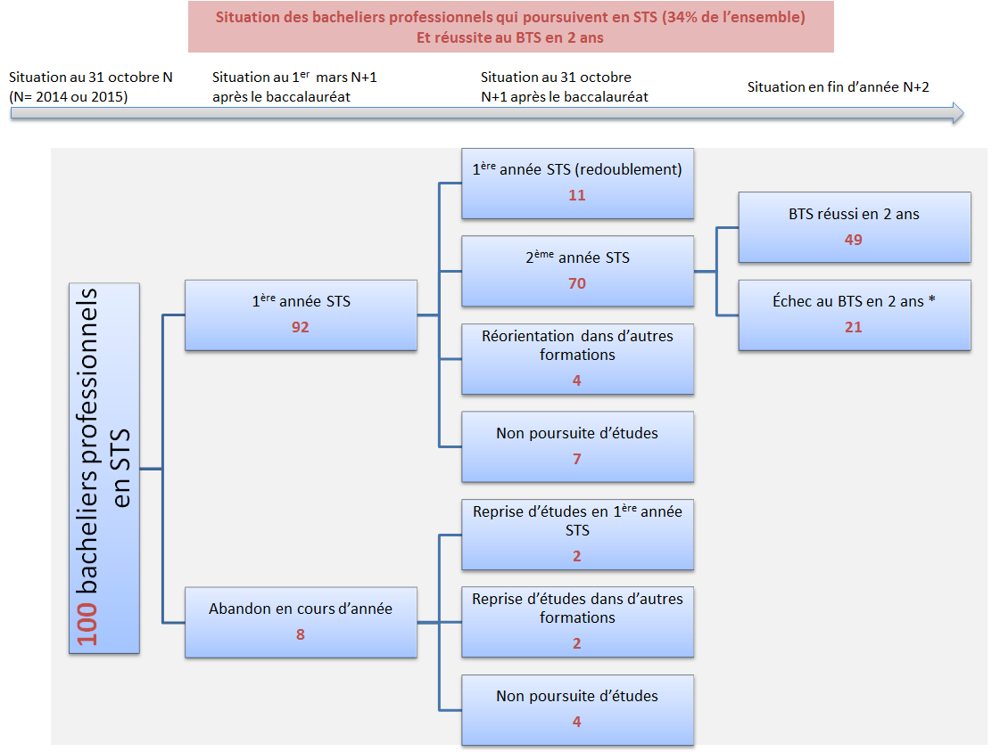 Situation des bacheliers professionnels qui poursuivent en STS (34% de l'ensemble)
Et réussite au BTS en 2 ans
Situation au 31 octobre N
(N= 2014 ou 2015)
Situation au 1er mars N+1
après le baccalauréat
Situation au 31 octobre
N+1 après le baccalauréat
Situation en fin d'année N+2
100 bacheliers professionnels
en STS
1ère année STS
92
Abandon en cours d'année
8
1ère année STS (redoublement)
11
2ème année STS
70
Réorientation dans d'autres
formations
4
Non poursuite d'études
7
Reprise d'études en 1ère année
STS
2
Reprise d'études dans d'autres
formations
2
Non poursuite d'études
4
BTS réussi en 2 ans
49
Échec au BTS en 2 ans *
21